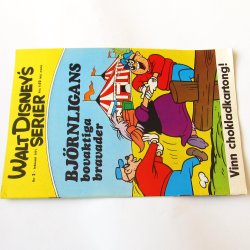 WALT DISNEY'S
SERIER
BJÖRNLIGANS
bovaktiga
bravader
Vinn chokladkartong!